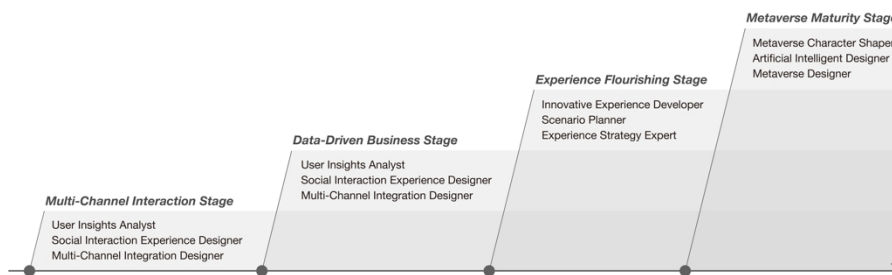 Metaverse Maturity Stage
Metaverse Character Shaper
Artificial Intelligent Designer
Metaverse Designer
Experience Flourishing Stage
Innovative Experience Developer
Scenario Planner
Experience Strategy Expert
Data-Driven Business Stage
User Insights Analyst
Social Interaction Experience Designer
Multi-Channel Integration Designer
Multi-Channel Interaction Stage
User Insights Analyst
Social Interaction Experience Designer
Multi-Channel Integration Designer